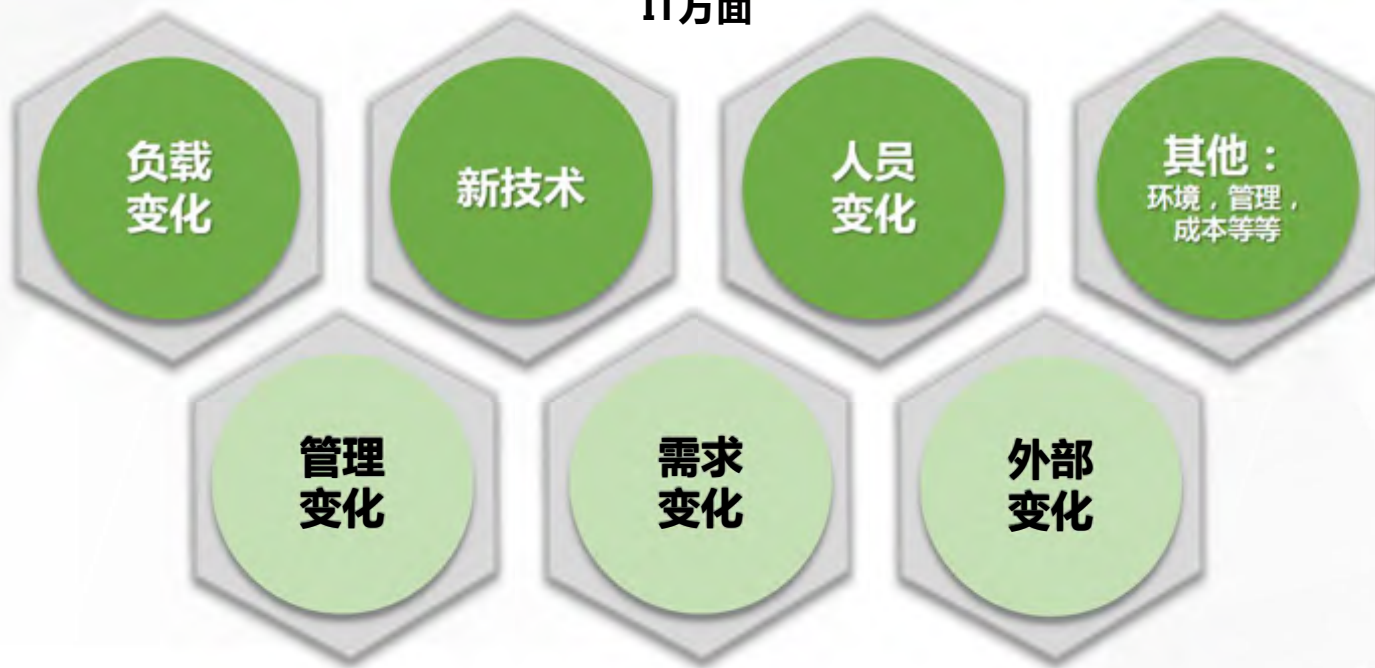 IT方面
负载
变化
新技术
人员
变化
其他：
环境，管理，
成本等等
管理
变化
需求
变化
外部
变化